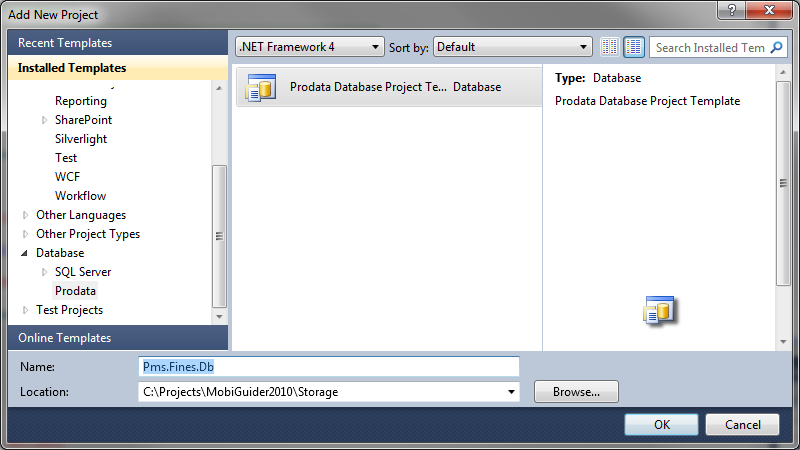 Add New Project
Recent Templates
Installed Templates
Reporting
SharePoint
Silverlight
Test
WCF
Workflow
Other Languages
Other Project Types
Database
SQL Server
Prodata
Test Projects
Online Templates
.NET Framework 4
Sort by: Default
Search Installed Tem
Prodata Database Project Te... Database
Type: Database
Prodata Database Project Template
Name: Pms.Fines.Db
Location: C:\Projects\MobiGuider2010\Storage
Browse...
OK
Cancel